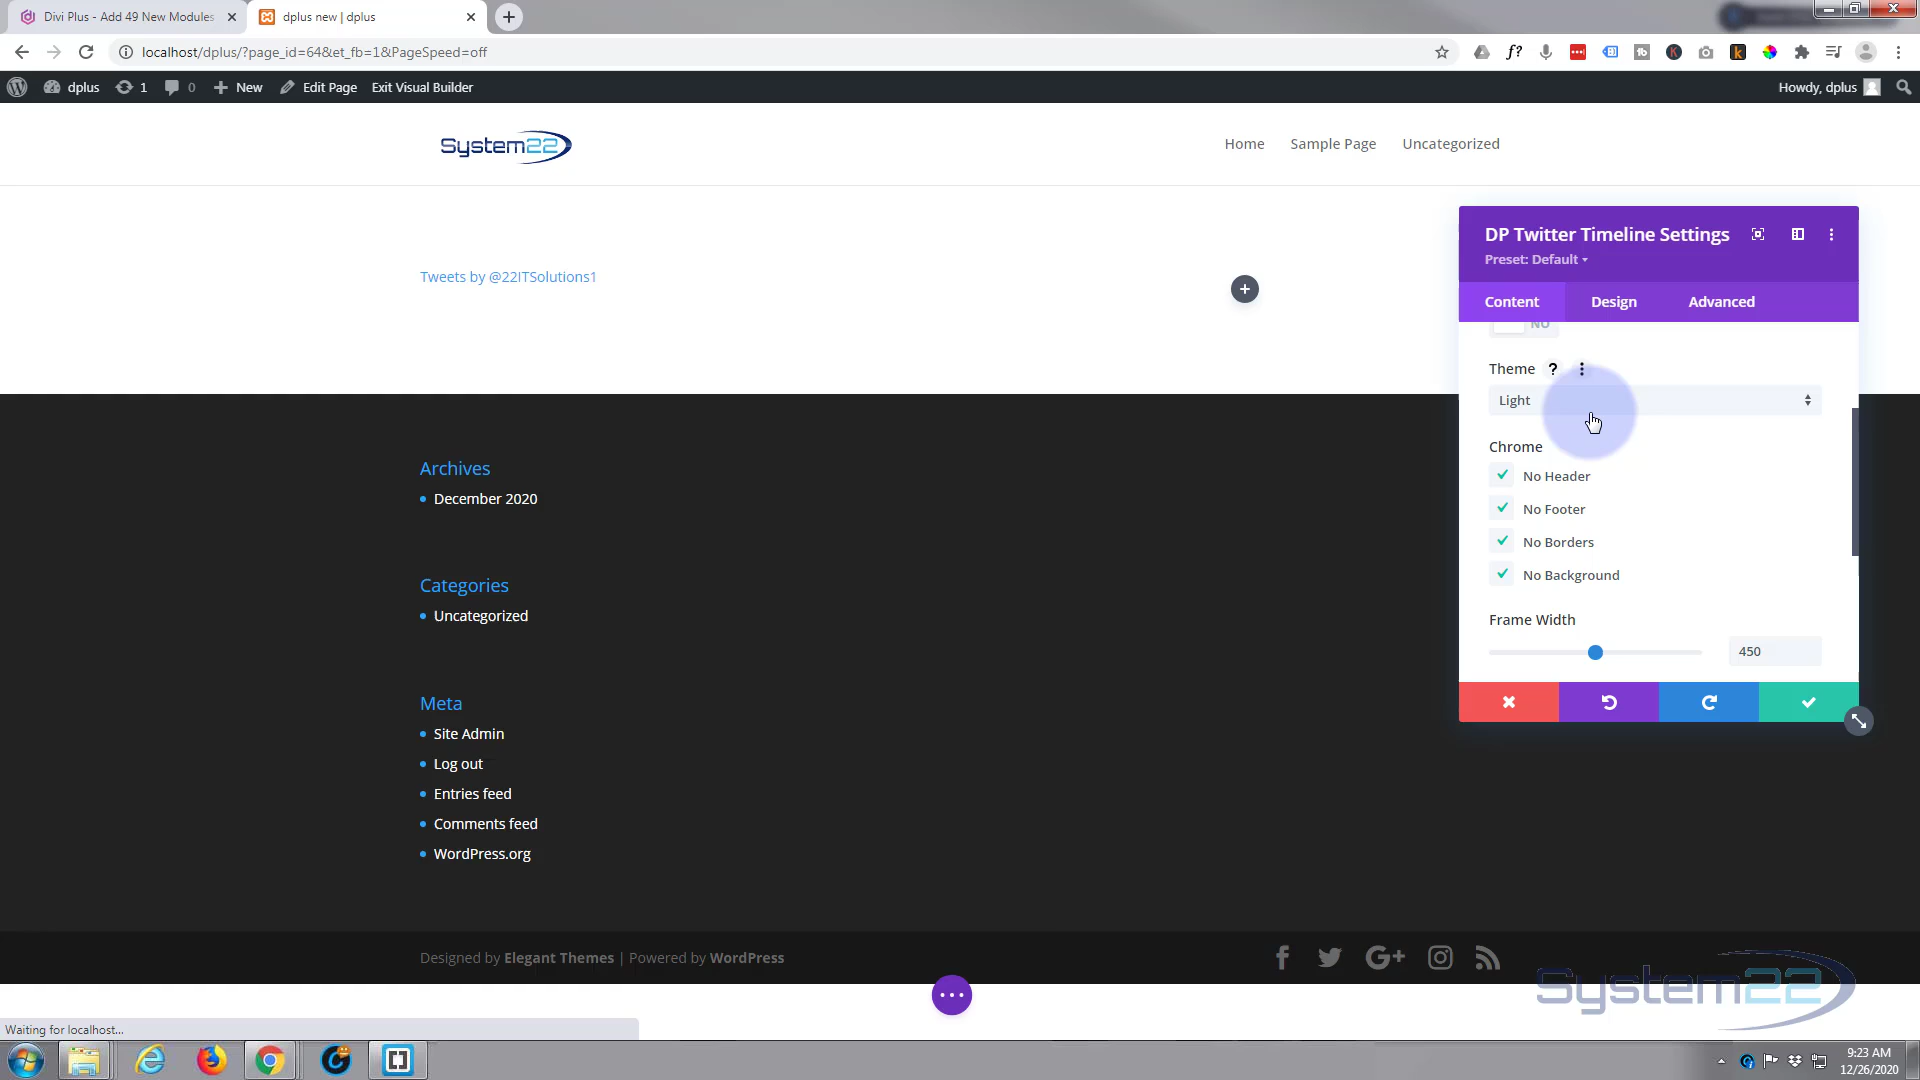 Divi Plus - Add 49 New Modules
dplus new | dplus
localhost/dplus/?page_id=64&et_fb=1&PageSpeed=off
dplus 1 0 New Edit Page Exit Visual Builder Howdy, dplus
System22
Home Sample Page Uncategorized
Tweets by @22ITSolutions1
DP Twitter Timeline Settings
Preset: Default
Content Design Advanced
NO
Theme ?
Light
Chrome
No Header
No Footer
No Borders
No Background
Frame Width
450
Archives
December 2020
Categories
Uncategorized
Meta
Site Admin
Log out
Entries feed
Comments feed
WordPress.org
Designed by Elegant Themes | Powered by WordPress
System22
Waiting for localhost...
9:23 AM
12/26/2020